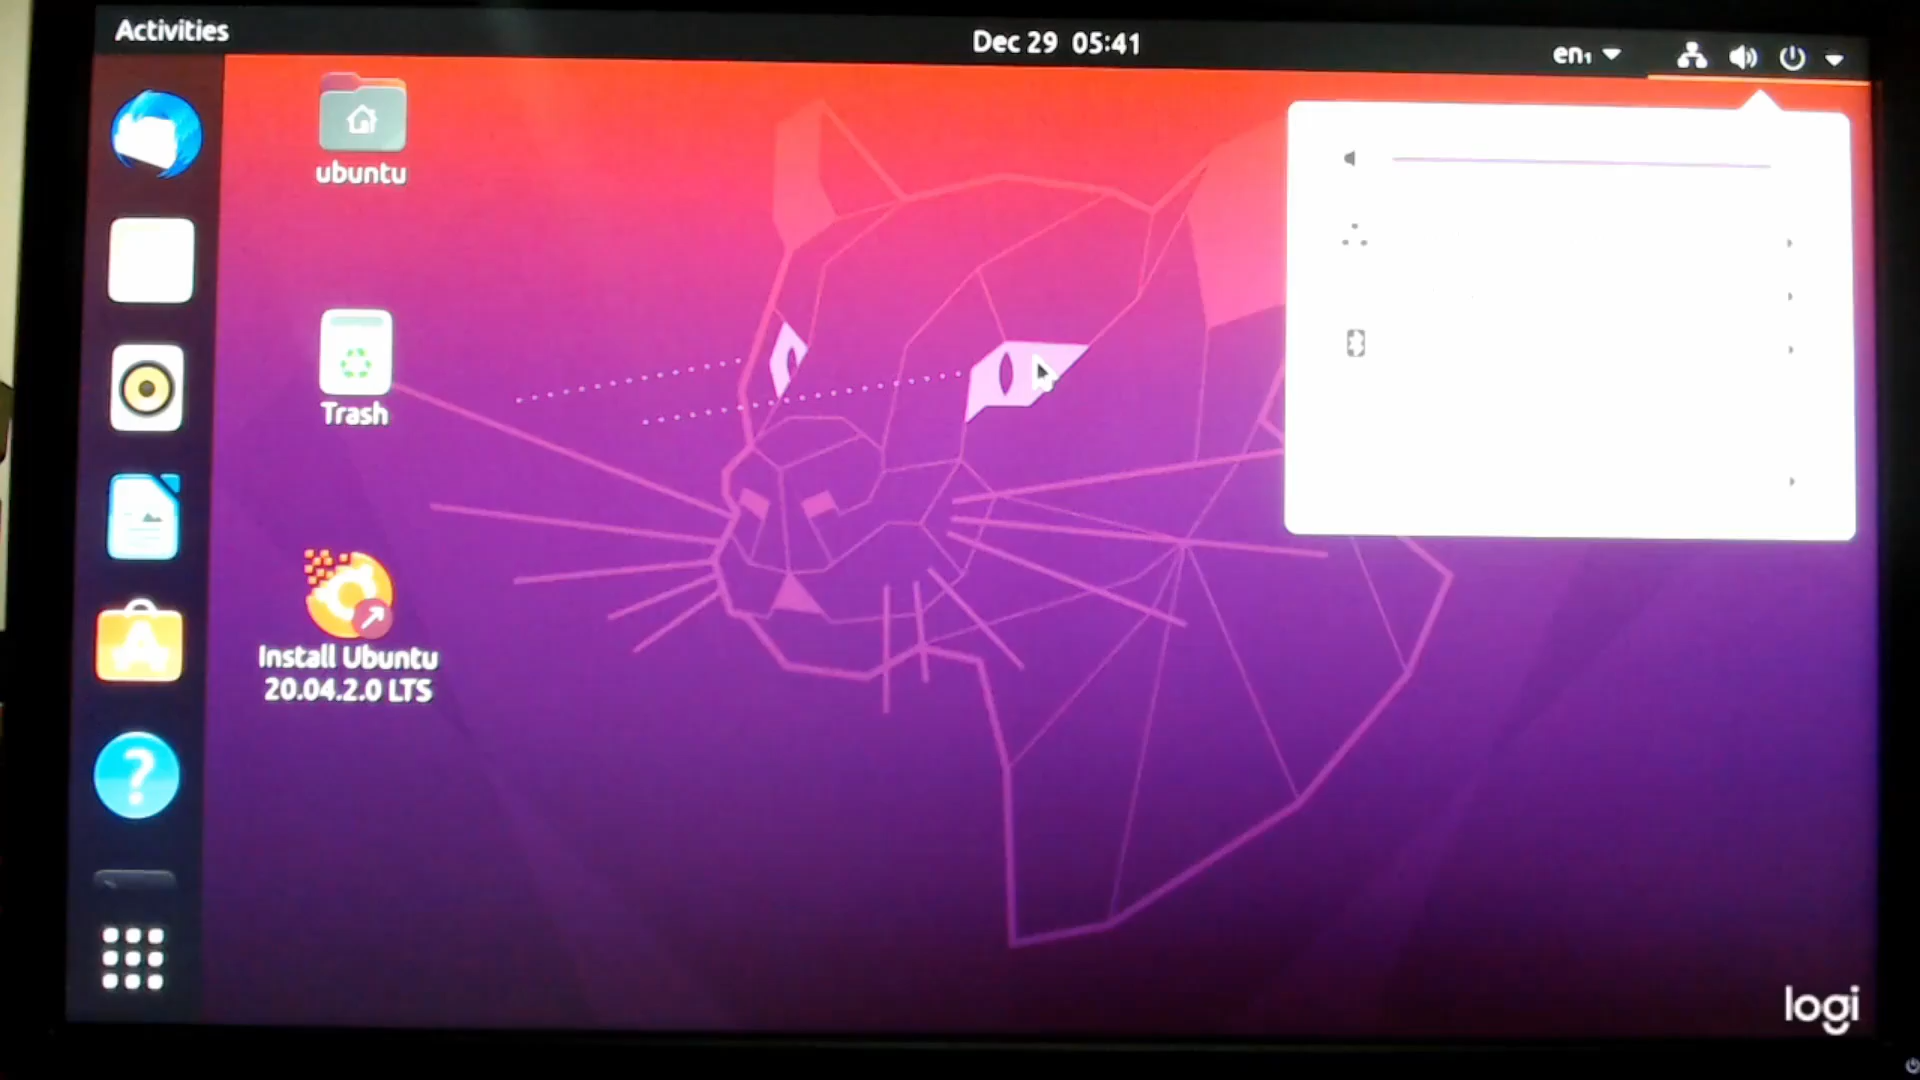 Activities
Dec 29 05:41
en₁
ubuntu
Trash
Install Ubuntu
20.04.2.0 LTS
logi